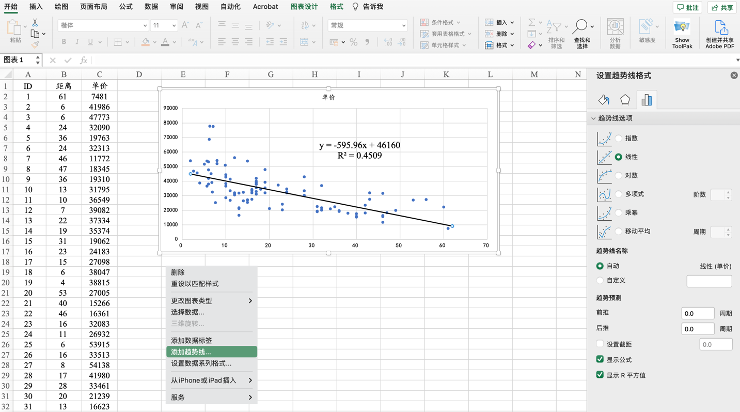 开始 插入 绘图 页面布局 公式 数据 审阅 视图 自动化 Acrobat 图表设计 格式 告诉我 批注 共享
粘贴 11 A A 常规 条件格式 套用表格格式 单元格样式 插入 删除 格式 排序和筛选 查找和选择 分析数据 敏感度 Show ToolPak 创建并共享 Adobe PDF
B I U
图表 1 fx
A B C D E F G H I J K L M N
1 ID 距离 单价
2 1 61 7481
3 2 6 41986
4 3 6 47773
5 4 24 32090
6 5 36 19763
7 6 24 32313
8 7 46 11772
9 8 47 18345
10 9 36 19310
11 10 13 31795
12 11 10 36549
13 12 7 39082
14 13 22 37334
15 14 19 35374
16 15 31 19062
17 16 23 24183
18 17 15 27098
19 18 6 38047
20 19 4 38815
21 20 53 27005
22 21 40 15266
23 22 46 16361
24 23 16 32083
25 24 11 26932
26 25 6 53915
27 26 16 33513
28 27 8 54138
29 28 17 41980
30 29 28 33461
31 30 20 21239
32 31 13 16623
单价
90000
80000
70000
60000
50000
40000
30000
20000
10000
0
0 10 20 30 40 50 60 70
y = -595.96x + 46160
R² = 0.4509
删除
重设以匹配样式
更改图表类型
选择数据...
三维旋转...
添加数据标签
添加趋势线...
设置数据系列格式...
从 iPhone 或 iPad 插入
服务
设置趋势线格式
趋势线选项
指数
线性
对数
多项式 阶数
乘幂
移动平均 周期
趋势线名称
自动 线性 (单价)
自定义
趋势预测
前推 0.0 周期
后推 0.0 周期
设置截距 0.0
显示公式
显示 R 平方值